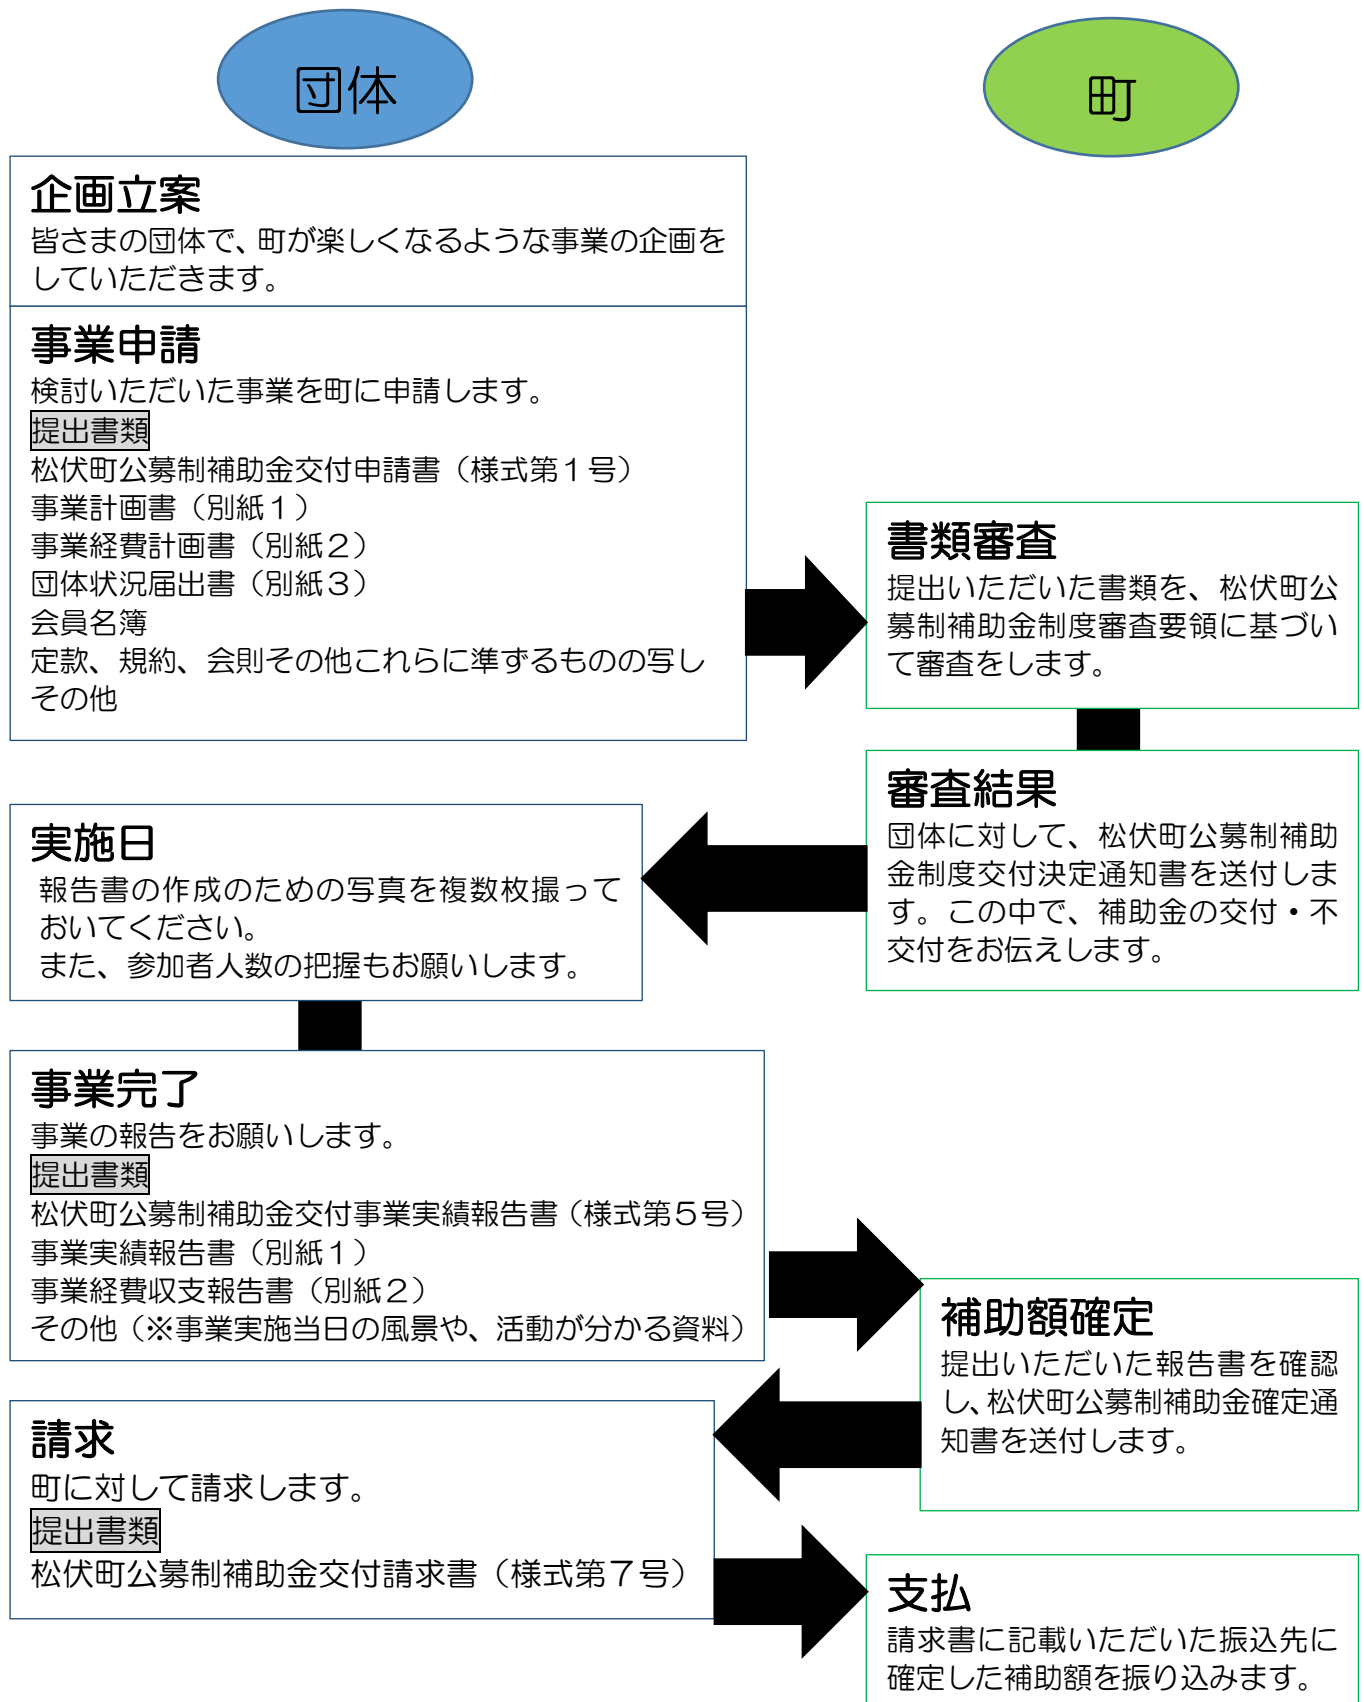 団体
町
企画立案
皆さまの団体で、町が楽しくなるような事業の企画を
していただきます。
事業申請
検討いただいた事業を町に申請します。
提出書類
松伏町公募制補助金交付申請書（様式第１号）
事業計画書（別紙１）
事業経費計画書（別紙２）
団体状況届出書（別紙３）
会員名簿
定款、規約、会則その他これらに準ずるものの写し
その他
書類審査
提出いただいた書類を、松伏町公
募制補助金制度審査要領に基づい
て審査をします。
審査結果
団体に対して、松伏町公募制補助
金制度交付決定通知書を送付しま
す。この中で、補助金の交付・不
交付をお伝えします。
実施日
報告書の作成のための写真を複数枚撮って
おいてください。
また、参加者人数の把握もお願いします。
事業完了
事業の報告をお願いします。
提出書類
松伏町公募制補助金交付事業実績報告書（様式第５号）
事業実績報告書（別紙１）
事業経費収支報告書（別紙２）
その他（※事業実施当日の風景や、活動が分かる資料）
補助額確定
提出いただいた報告書を確認
し、松伏町公募制補助金確定通
知書を送付します。
請求
町に対して請求します。
提出書類
松伏町公募制補助金交付請求書（様式第７号）
支払
請求書に記載いただいた振込先に
確定した補助額を振り込みます。